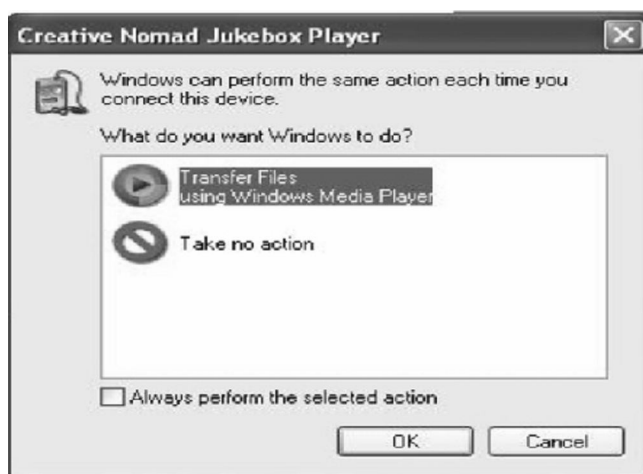 Creative Nomad Jukebox Player
Windows can perform the same action each time you
connect this device.
What do you want Windows to do?
Transfer Files
using Windows Media Player
Take no action
Always perform the selected action
OK
Cancel